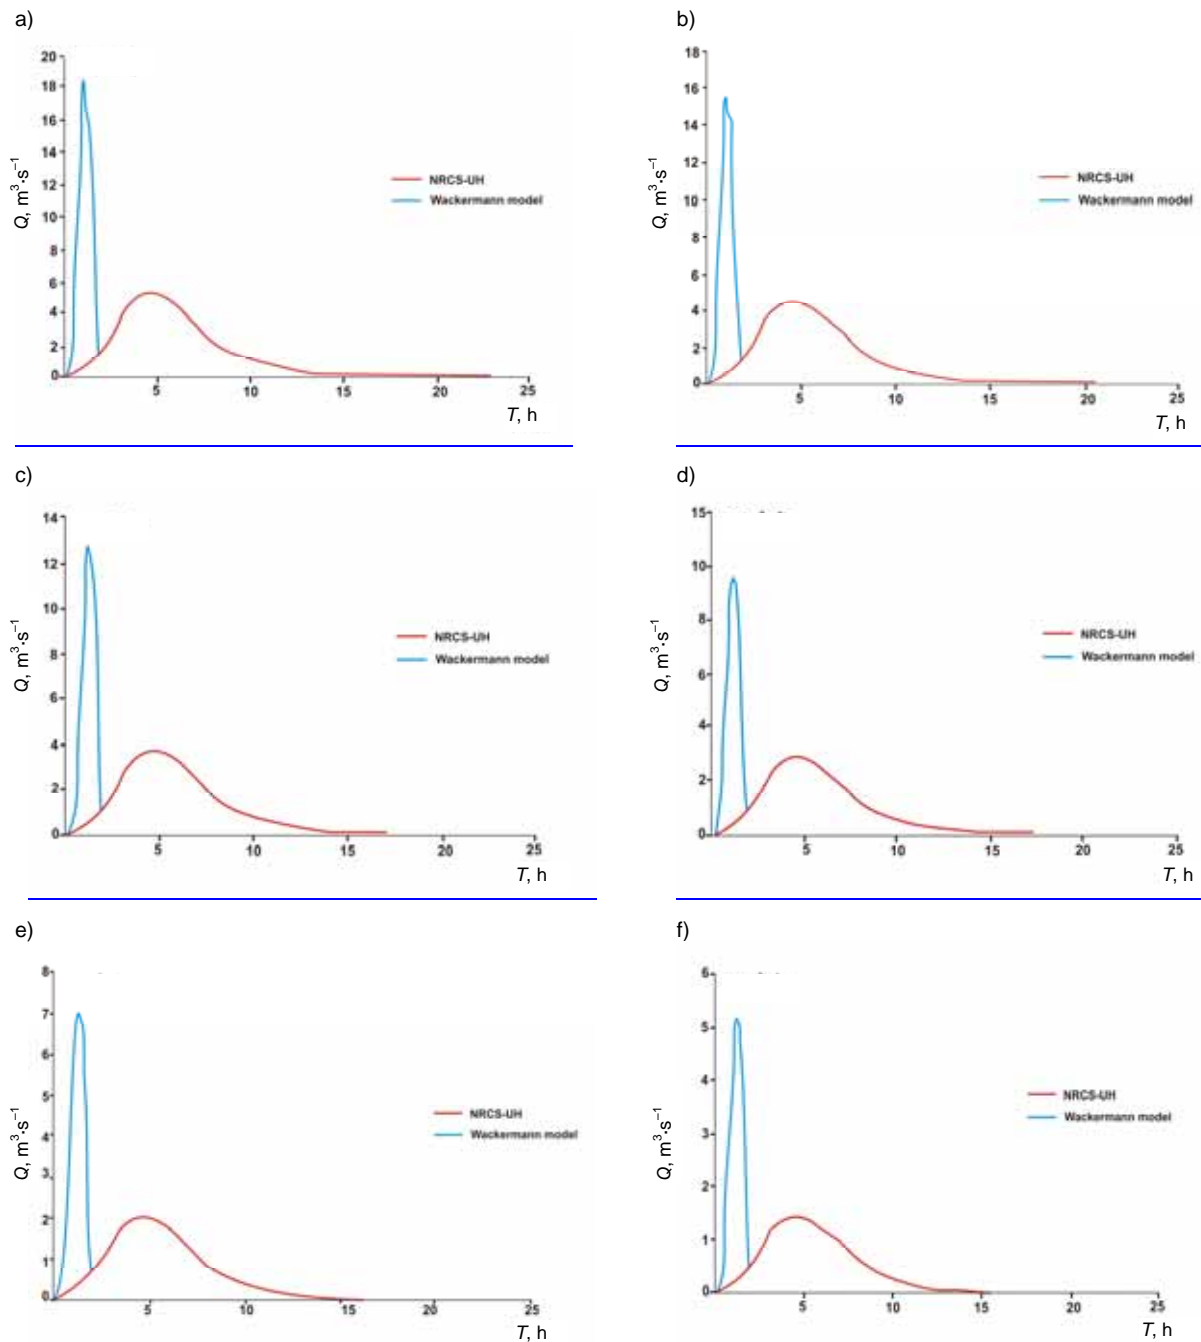 a)
20
18
16
14
12
10
8
6
4
2
0
Q, m³·s⁻¹
NRCS-UH
Wackermann model
5 10 15 20 25
T, h
b)
18
16
14
12
10
8
6
4
2
0
Q, m³·s⁻¹
NRCS-UH
Wackermann model
5 10 15 20 25
T, h
c)
14
12
10
8
6
4
2
0
Q, m³·s⁻¹
NRCS-UH
Wackermann model
5 10 15 20 25
T, h
d)
15
10
8
6
4
2
0
Q, m³·s⁻¹
NRCS-UH
Wackermann model
5 10 15 20 25
T, h
e)
8
7
6
5
4
3
2
1
0
Q, m³·s⁻¹
NRCS-UH
Wackermann model
5 10 15 20 25
T, h
f)
6
5
4
3
2
1
0
Q, m³·s⁻¹
NRCS-UH
Wackermann model
5 10 15 20 25
T, h